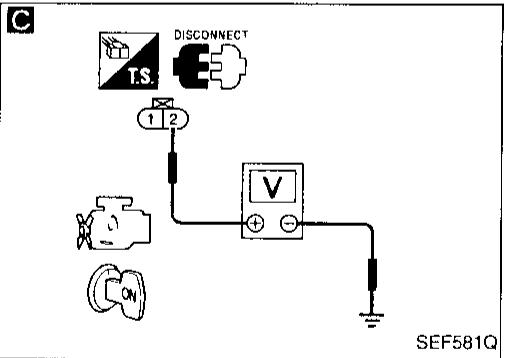 C
DISCONNECT
T.S.
1 2
V
+ −
ON
SEF581Q